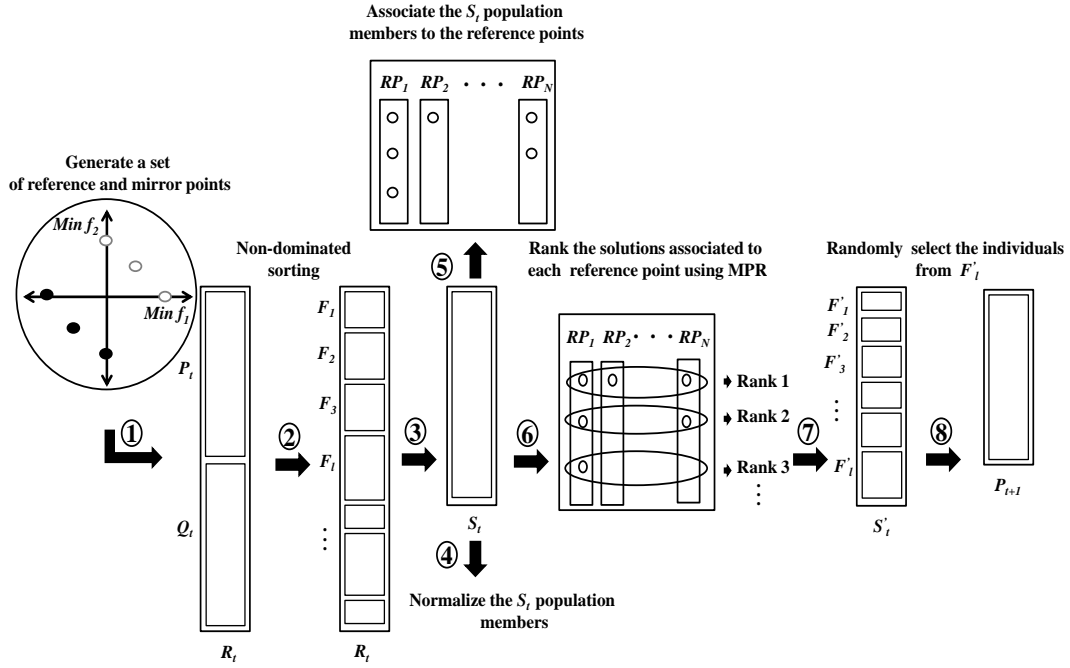 Associate the S_t population
members to the reference points
RP_1 RP_2 · · · RP_N
Generate a set
of reference and mirror points
Min f_2
Min f_1
Non-dominated
sorting
⑤
Rank the solutions associated to
each reference point using MPR
Randomly select the individuals
from F'_l
P_t
Q_t
R_t
①
②
F_1
F_2
F_3
F_l
⋮
R_t
③
S_t
④
Normalize the S_t population
members
⑥
RP_1 RP_2 · · · RP_N
Rank 1
Rank 2
Rank 3
⋮
⑦
F'_1
F'_2
F'_3
⋮
F'_l
S'_t
⑧
P_{t+1}